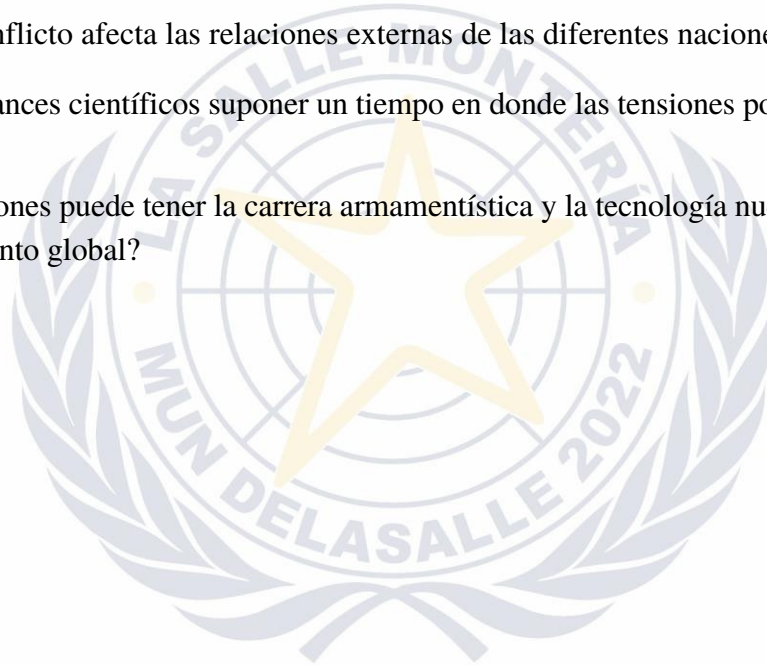 nflicto afecta las relaciones externas de las diferentes nacione
ances científicos suponer un tiempo en donde las tensiones po
ones puede tener la carrera armamentística y la tecnología nu
nto global?
LA SALLE MONTERÍA
MUN DELASALLE 2022